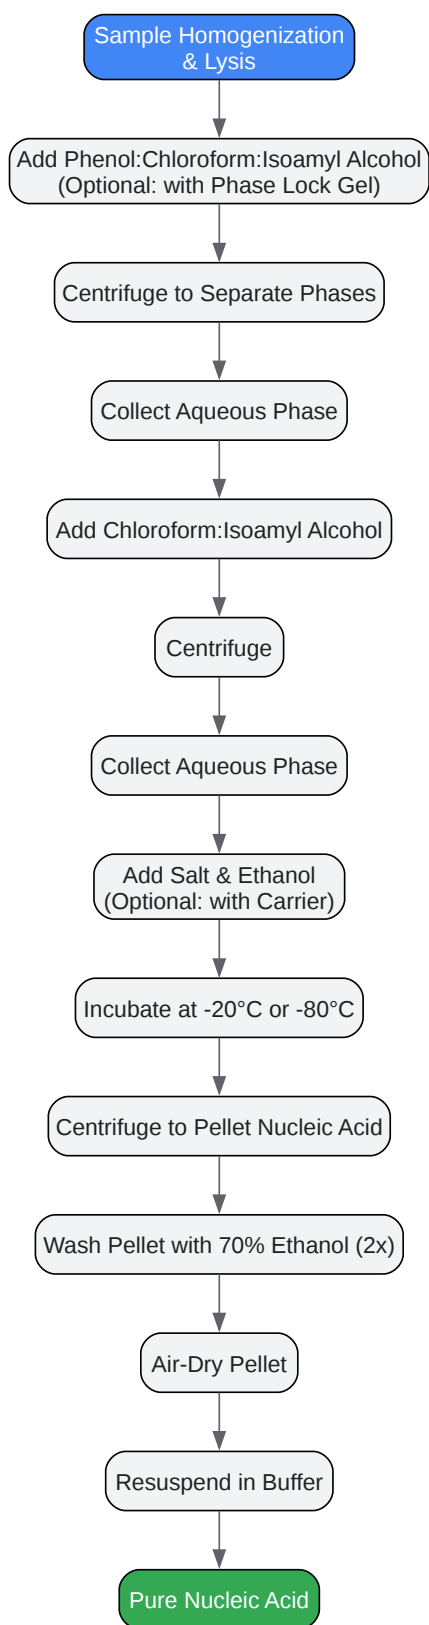 Sample Homogenization
& Lysis
Add Phenol:Chloroform:Isoamyl Alcohol
(Optional: with Phase Lock Gel)
Centrifuge to Separate Phases
Collect Aqueous Phase
Add Chloroform:Isoamyl Alcohol
Centrifuge
Collect Aqueous Phase
Add Salt & Ethanol
(Optional: with Carrier)
Incubate at -20°C or -80°C
Centrifuge to Pellet Nucleic Acid
Wash Pellet with 70% Ethanol (2x)
Air-Dry Pellet
Resuspend in Buffer
Pure Nucleic Acid